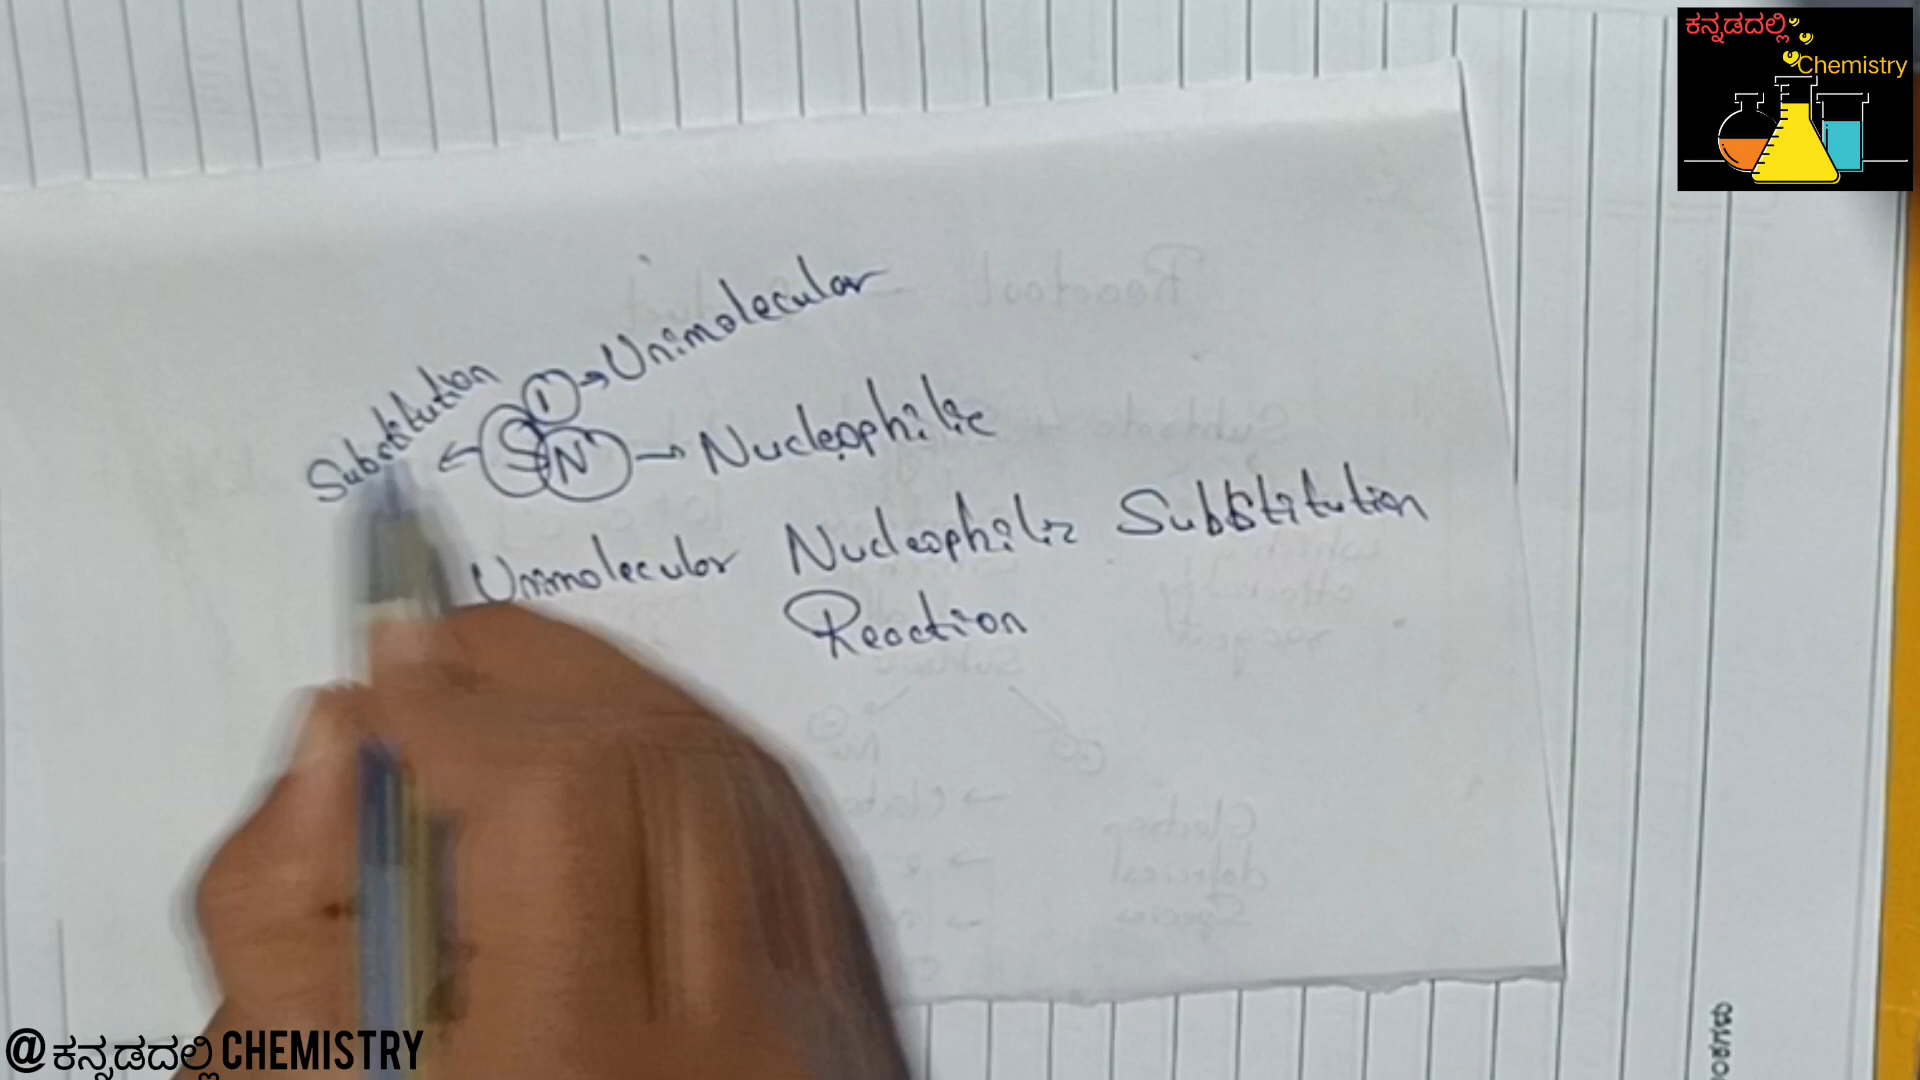 ಕನ್ನಡದಲ್ಲಿ
Chemistry
Unimolecular
Substitution
1
SN
Nucleophilic
Unimolecular Nucleophilic Substitution
Reaction
@ಕನ್ನಡದಲ್ಲಿ CHEMISTRY